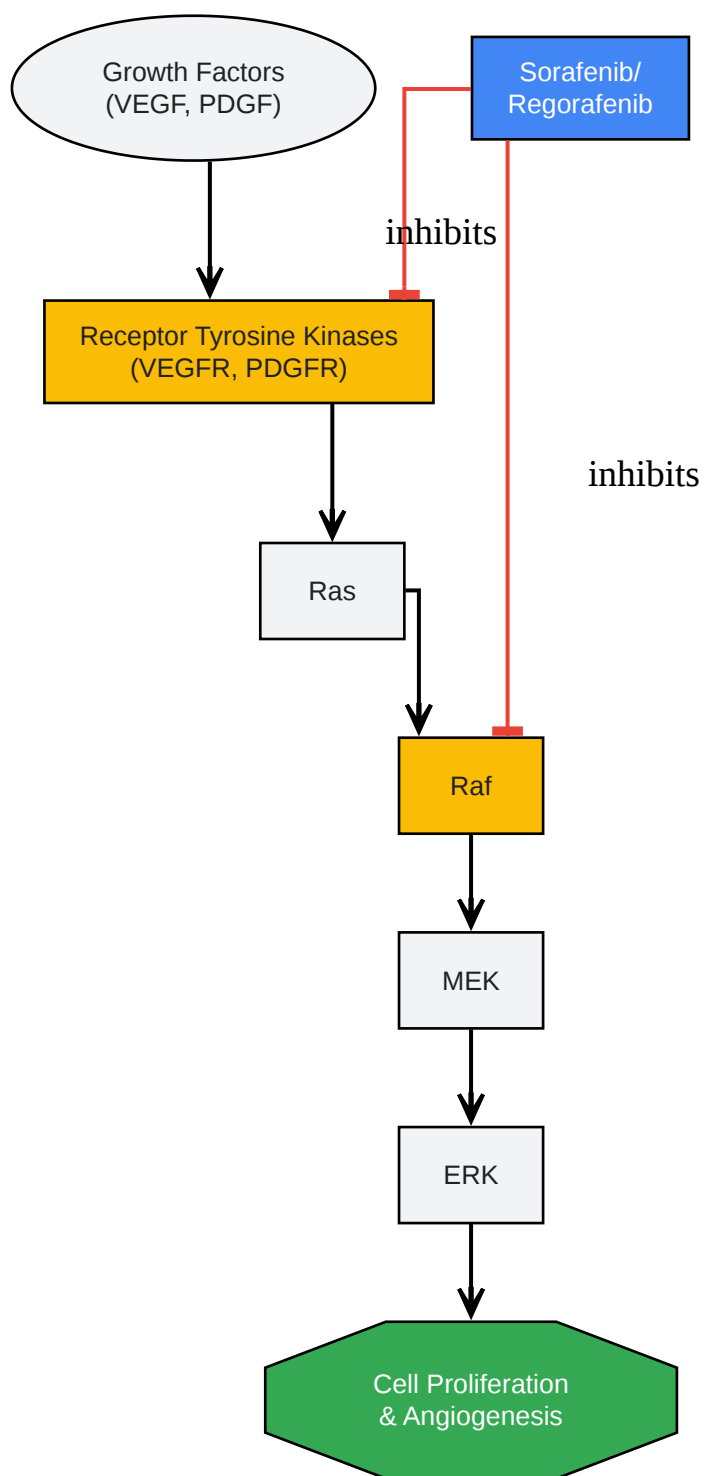 Growth Factors
(VEGF, PDGF)
Sorafenib/
Regorafenib
inhibits
Receptor Tyrosine Kinases
(VEGFR, PDGFR)
inhibits
Ras
Raf
MEK
ERK
Cell Proliferation
& Angiogenesis